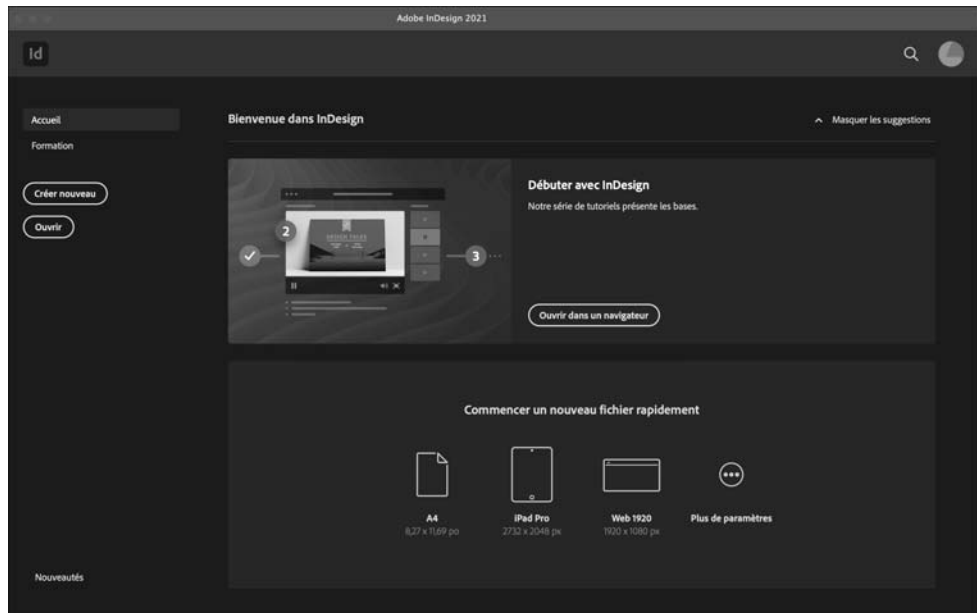 Adobe InDesign 2021
Id
Accueil
Formation
Créer nouveau
Ouvrir
Bienvenue dans InDesign
Masquer les suggestions
2
3
Débuter avec InDesign
Notre série de tutoriels présente les bases.
Ouvrir dans un navigateur
Commencer un nouveau fichier rapidement
A4
8,27 x 11,69 po
iPad Pro
2732 x 2048 px
Web 1920
1920 x 1080 px
Plus de paramètres
Nouveautés